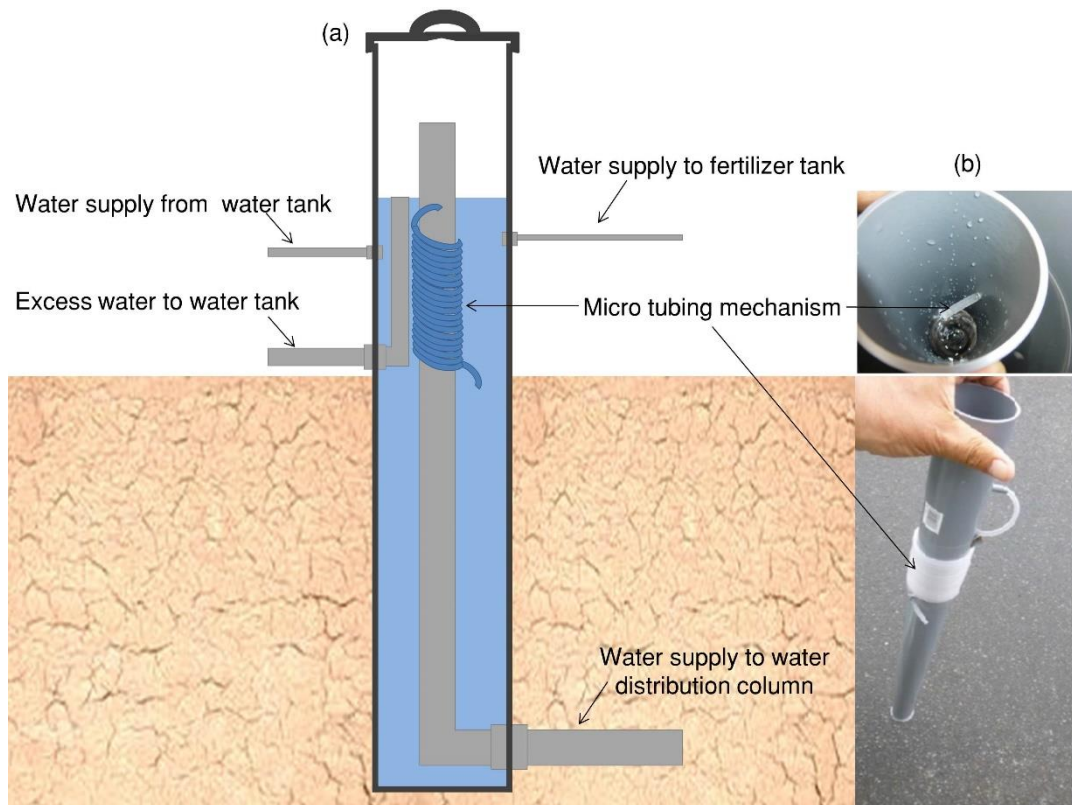 (a)
Water supply to fertilizer tank
(b)
Water supply from water tank
Excess water to water tank
Micro tubing mechanism
Water supply to water
distribution column